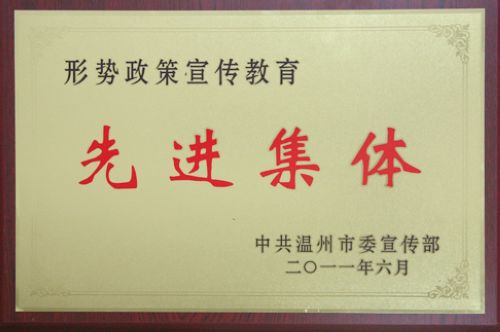 形势政策宣传教育
先进集体
中共温州市委宣传部
二〇一一年六月